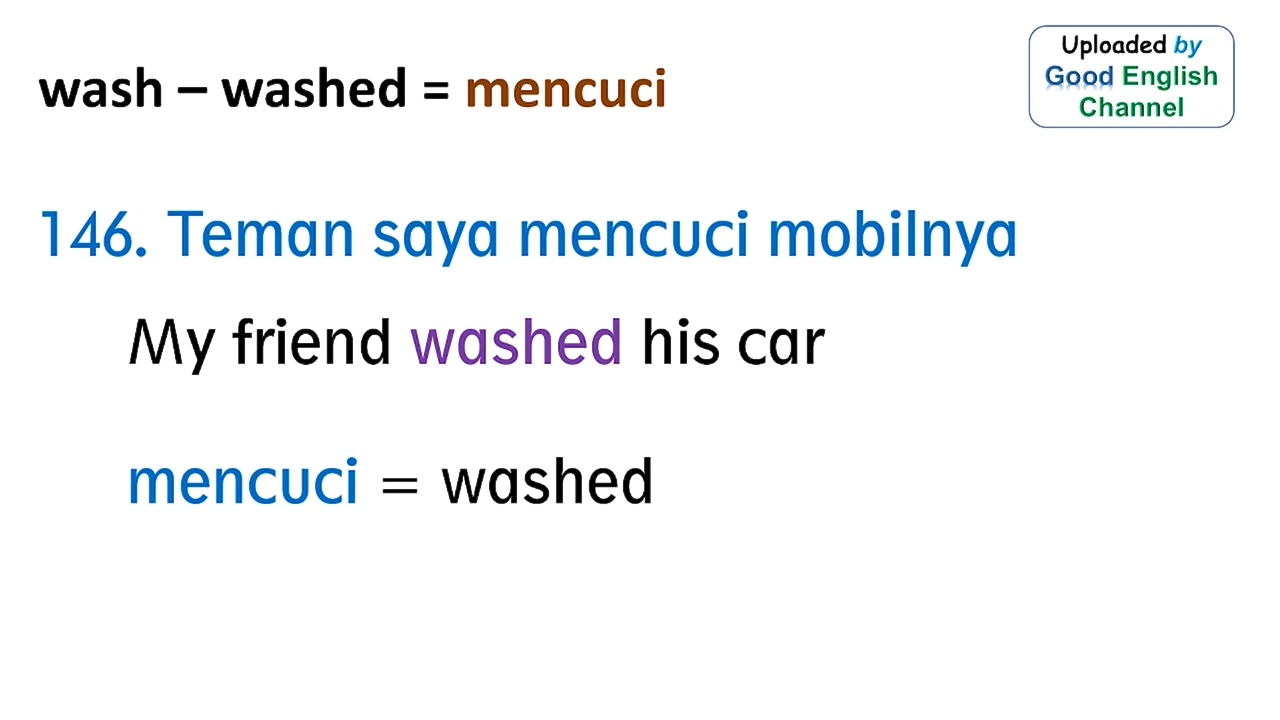 Uploaded by
Good English
Channel
wash – washed = mencuci
146. Teman saya mencuci mobilnya
My friend washed his car
mencuci = washed